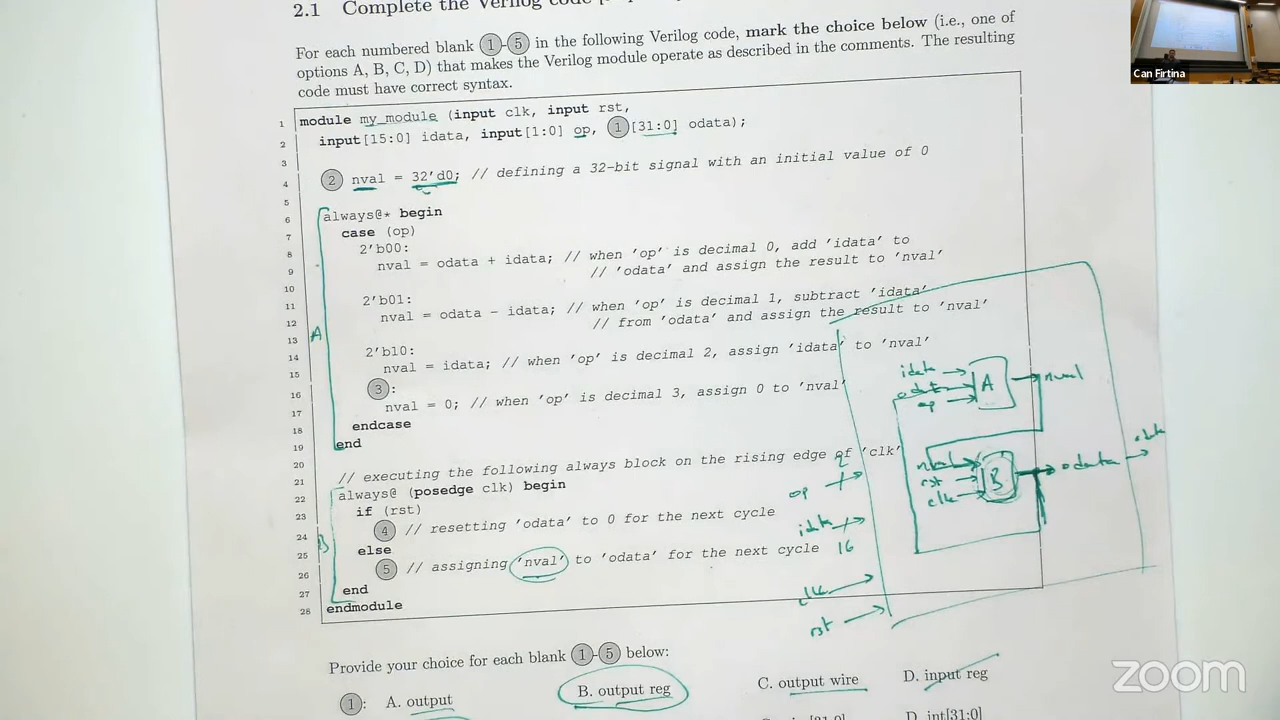 2.1 Complete the Verilog code
For each numbered blank 1-5 in the following Verilog code, mark the choice below (i.e., one of
options A, B, C, D) that makes the Verilog module operate as described in the comments. The resulting
code must have correct syntax.
1 module my_module (input clk, input rst,
2 input[15:0] idata, input[1:0] op, 1 [31:0] odata);
3
4 2 nval = 32'd0; // defining a 32-bit signal with an initial value of 0
5
6 always@* begin
7 case (op)
8 2'b00:
9 nval = odata + idata; // when 'op' is decimal 0, add 'idata' to
10 // 'odata' and assign the result to 'nval'
11 2'b01:
12 nval = odata - idata; // when 'op' is decimal 1, subtract 'idata'
13 // from 'odata' and assign the result to 'nval'
14 2'b10:
15 nval = idata; // when 'op' is decimal 2, assign 'idata' to 'nval'
16 3 :
17 nval = 0; // when 'op' is decimal 3, assign 0 to 'nval'
18 endcase
19 end
20
21 // executing the following always block on the rising edge of 'clk'
22 always@ (posedge clk) begin
23 if (rst)
24 4 // resetting 'odata' to 0 for the next cycle
25 else
26 5 // assigning 'nval' to 'odata' for the next cycle
27 end
28 endmodule
A
B
idata
odata
op
A
nval
nval
rst
clk
B
odata
odata
op
2
idata
16
clk
rst
Provide your choice for each blank 1-5 below:
1 : A. output B. output reg C. output wire D. input reg
D. int[31:0]
Can Firtina
zoom